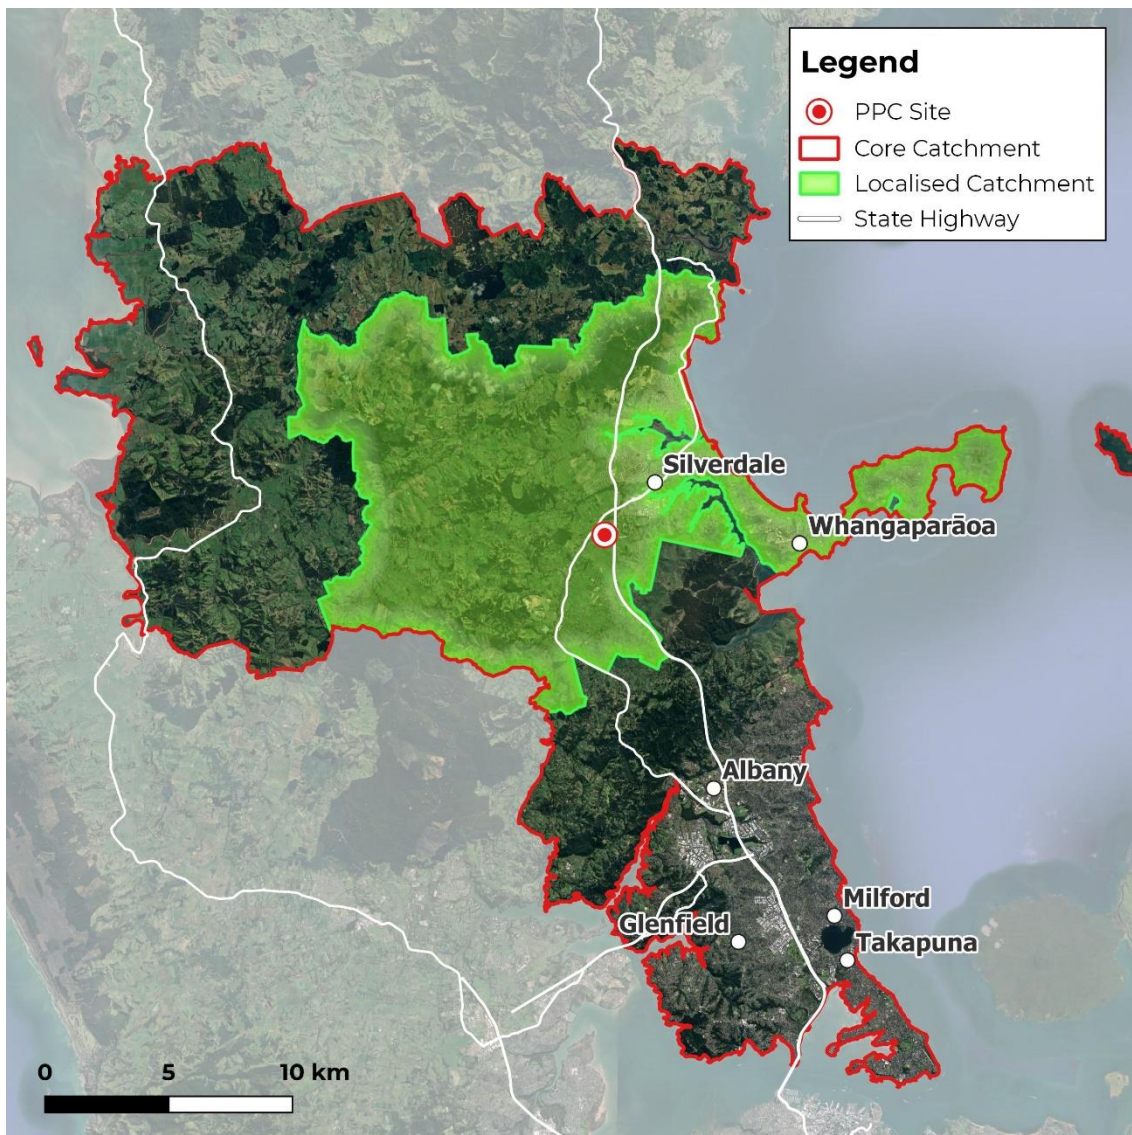 Legend
PPC Site
Core Catchment
Localised Catchment
State Highway
Silverdale
Whangaparāoa
Albany
Milford
Glenfield
Takapuna
0 5 10 km